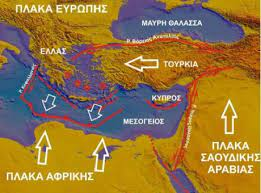 ΠΛΑΚΑ ΕΥΡΩΠΗΣ
ΜΑΥΡΗ ΘΑΛΑΣΣΑ
ΕΛΛΑΣ
ΤΟΥΡΚΙΑ
ΚΥΠΡΟΣ
ΜΕΣΟΓΕΙΟΣ
ΠΛΑΚΑ ΑΦΡΙΚΗΣ
ΠΛΑΚΑ
ΣΑΟΥΔΙΚΗΣ
ΑΡΑΒΙΑΣ